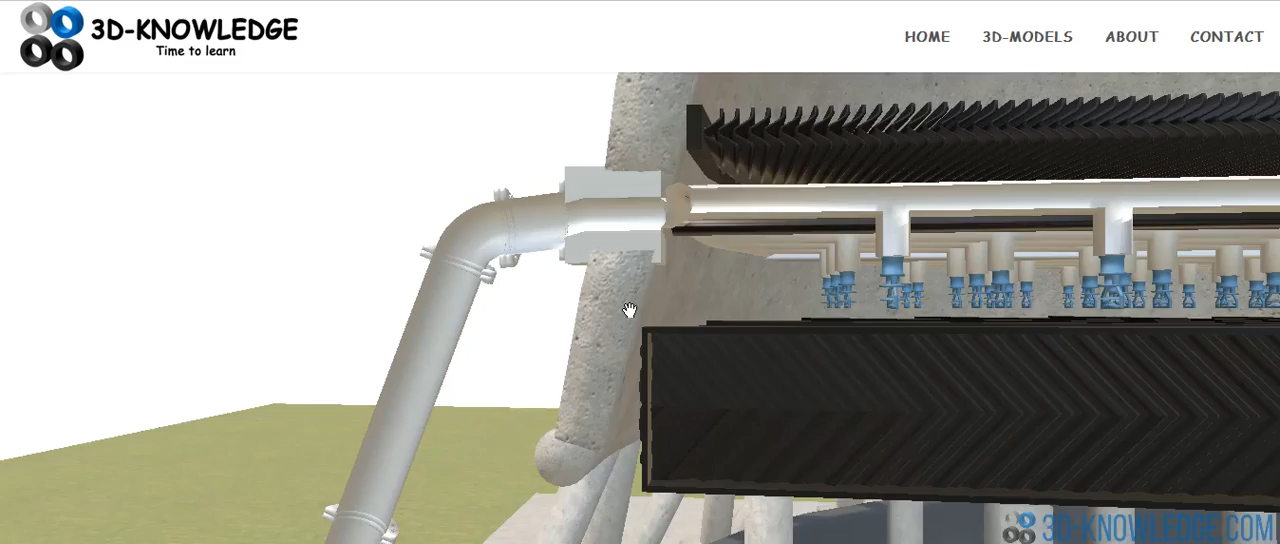 3D-KNOWLEDGE
Time to learn
HOME 3D-MODELS ABOUT CONTACT
3D-KNOWLEDGE.COM